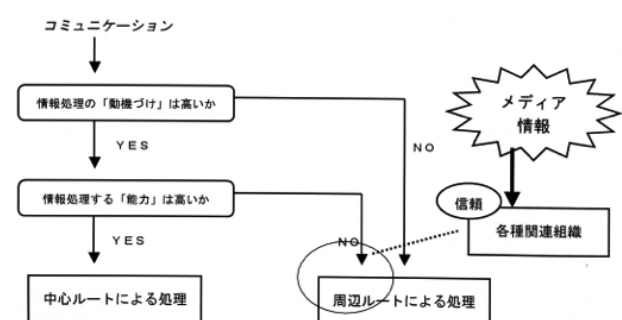 コミュニケーション
情報処理の「動機づけ」は高いか
YES
NO
情報処理する「能力」は高いか
YES
NO
中心ルートによる処理
周辺ルートによる処理
メディア
情報
信頼
各種関連組織